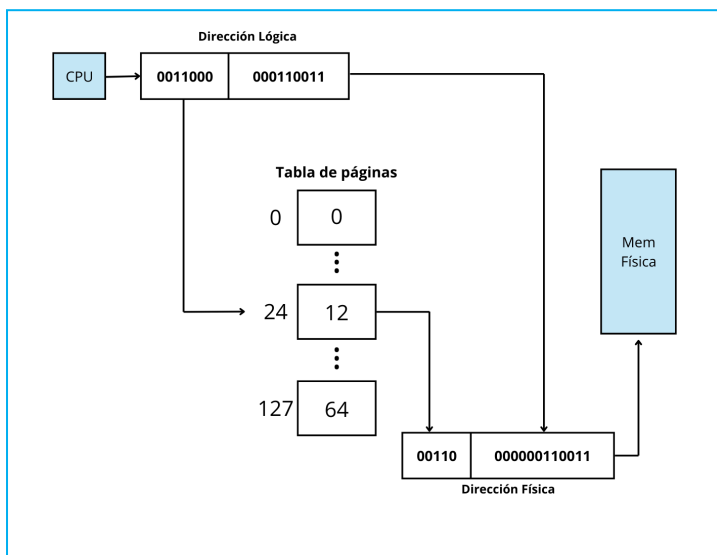 Dirección Lógica
CPU
0011000
000110011
Tabla de páginas
0
0
24
12
127
64
Mem
Física
00110
000000110011
Dirección Física